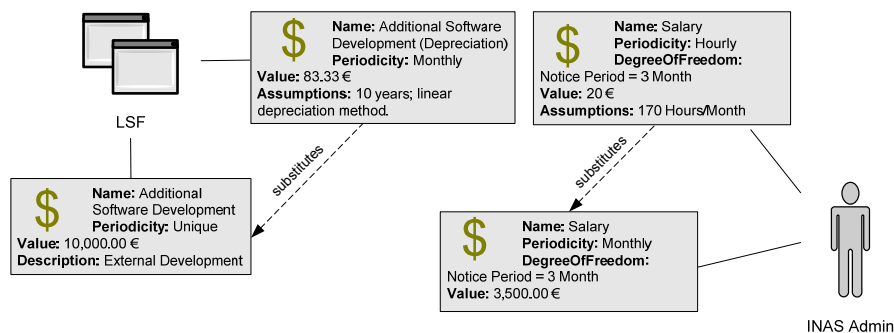 $
Name: Additional Software
Development (Depreciation)
Periodicity: Monthly
Value: 83.33 €
Assumptions: 10 years; linear
depreciation method.
$
Name: Salary
Periodicity: Hourly
DegreeOfFreedom:
Notice Period = 3 Month
Value: 20 €
Assumptions: 170 Hours/Month
LSF
substitutes
substitutes
$
Name: Additional
Software Development
Periodicity: Unique
Value: 10,000.00 €
Description: External Development
$
Name: Salary
Periodicity: Monthly
DegreeOfFreedom:
Notice Period = 3 Month
Value: 3,500.00 €
INAS Admin